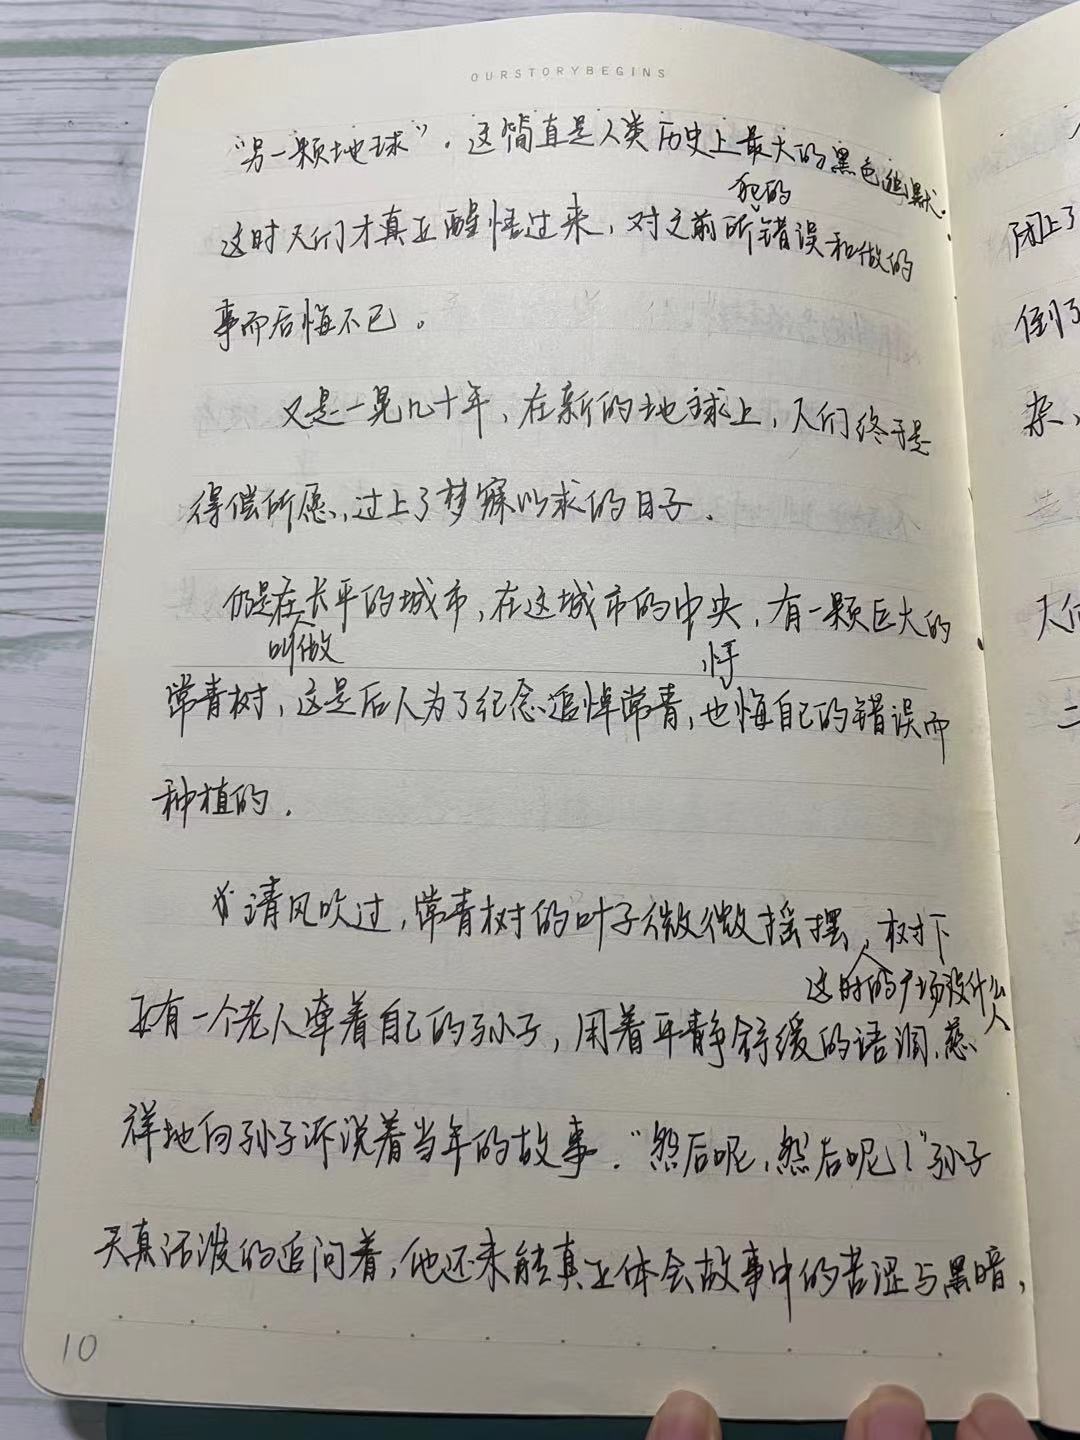 OURSTORYBEGINS
“另一颗地球”。这简直是人类历史上最大的黑色幽默。
犯的
这时人们才真正醒悟过来，对之前所错误和做的
事而后悔不已。
又是一晃几十年，在新的地球上，人们终于是
得偿所愿，过上了梦寐以求的日子．
仍是在长平的城市，在这城市的中央，有一颗巨大的
叫做
悔
常青树，这是后人为了纪念追悼常青，也悔自己的错误而
种植的．
清风吹过，常青树的叶子微微摇摆，树下
这时的广场没什么人
正有一个老人牵着自己的孙子，用着平静舒缓的语调，慈
祥地向孙子诉说着当年的故事．“然后呢，然后呢！”孙子
天真活泼的追问着，他还未能真正体会故事中的苦涩与黑暗，
10
闭上了
倒了
杂、
人们
二